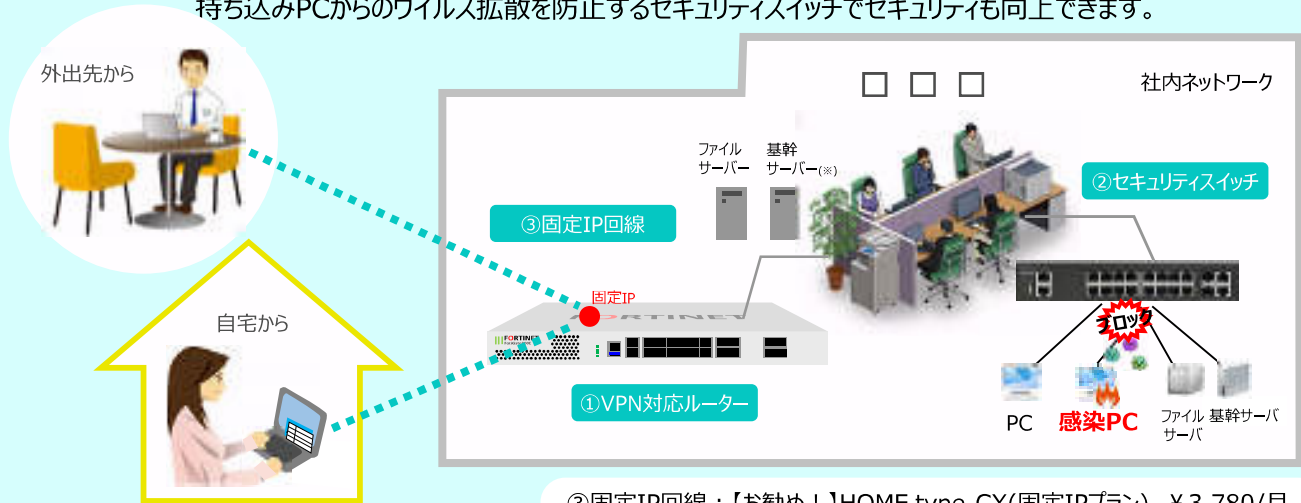 持ち込みPCからのウイルス拡散を防止するセキュリティスイッチでセキュリティも向上できます。
外出先から
社内ネットワーク
ファイル
サーバー
基幹
サーバー(※)
②セキュリティスイッチ
③固定IP回線
固定IP
FORTINET
FORTINET
ブロック
自宅から
①VPN対応ルーター
PC
感染PC
ファイル
サーバ
基幹サーバ
③固定IP回線：【お勧め！】HOME type-CX(固定IPプラン) ￥3,780/月